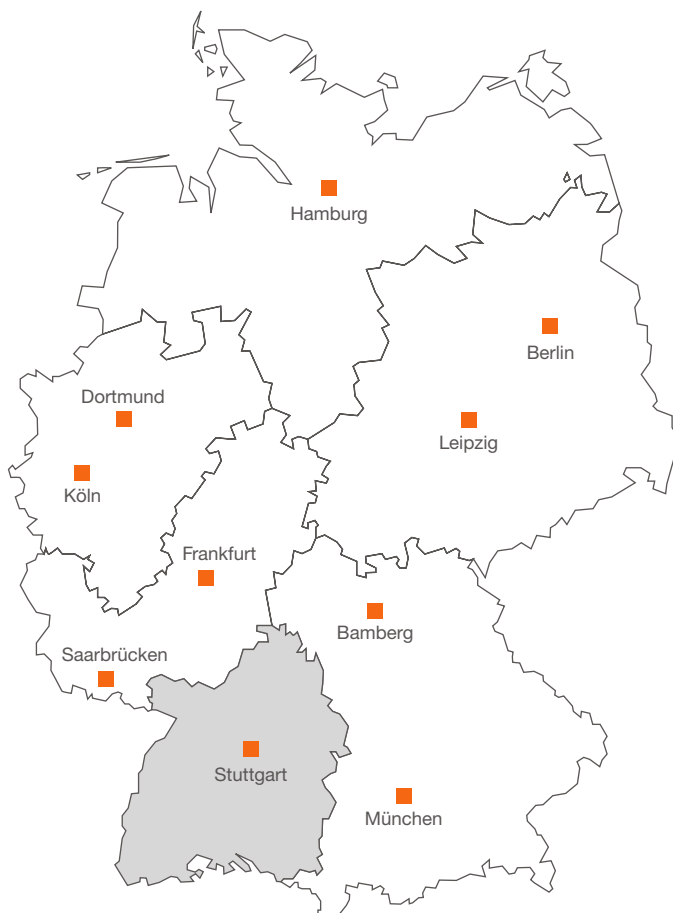 Hamburg
Berlin
Dortmund
Leipzig
Köln
Frankfurt
Bamberg
Saarbrücken
Stuttgart
München